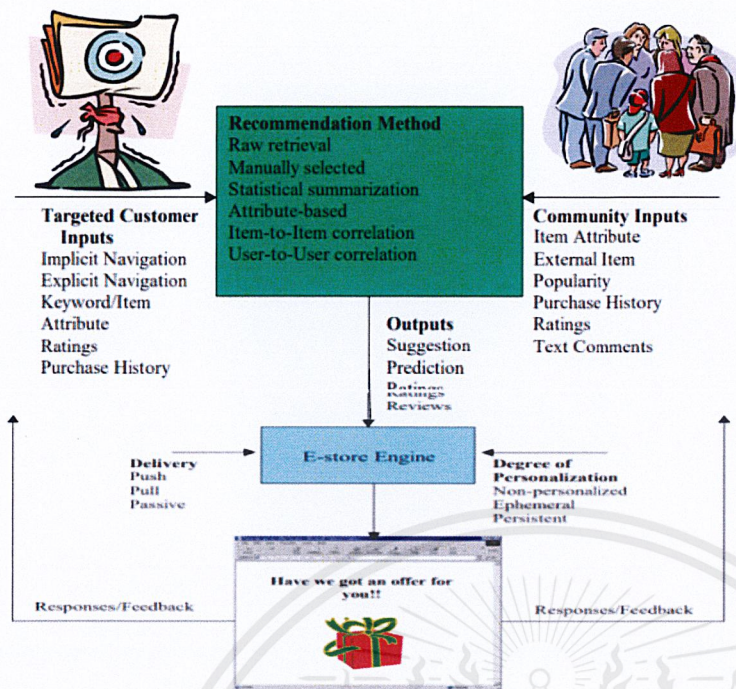 Recommendation Method
Raw retrieval
Manually selected
Statistical summarization
Attribute-based
Item-to-Item correlation
User-to-User correlation
Targeted Customer
Inputs
Implicit Navigation
Explicit Navigation
Keyword/Item
Attribute
Ratings
Purchase History
Community Inputs
Item Attribute
External Item
Popularity
Purchase History
Ratings
Text Comments
Outputs
Suggestion
Prediction
Ratings
Reviews
E-store Engine
Delivery
Push
Pull
Passive
Degree of
Personalization
Non-personalized
Ephemeral
Persistent
Have we got an offer for
you!!
Responses/Feedback
Responses/Feedback